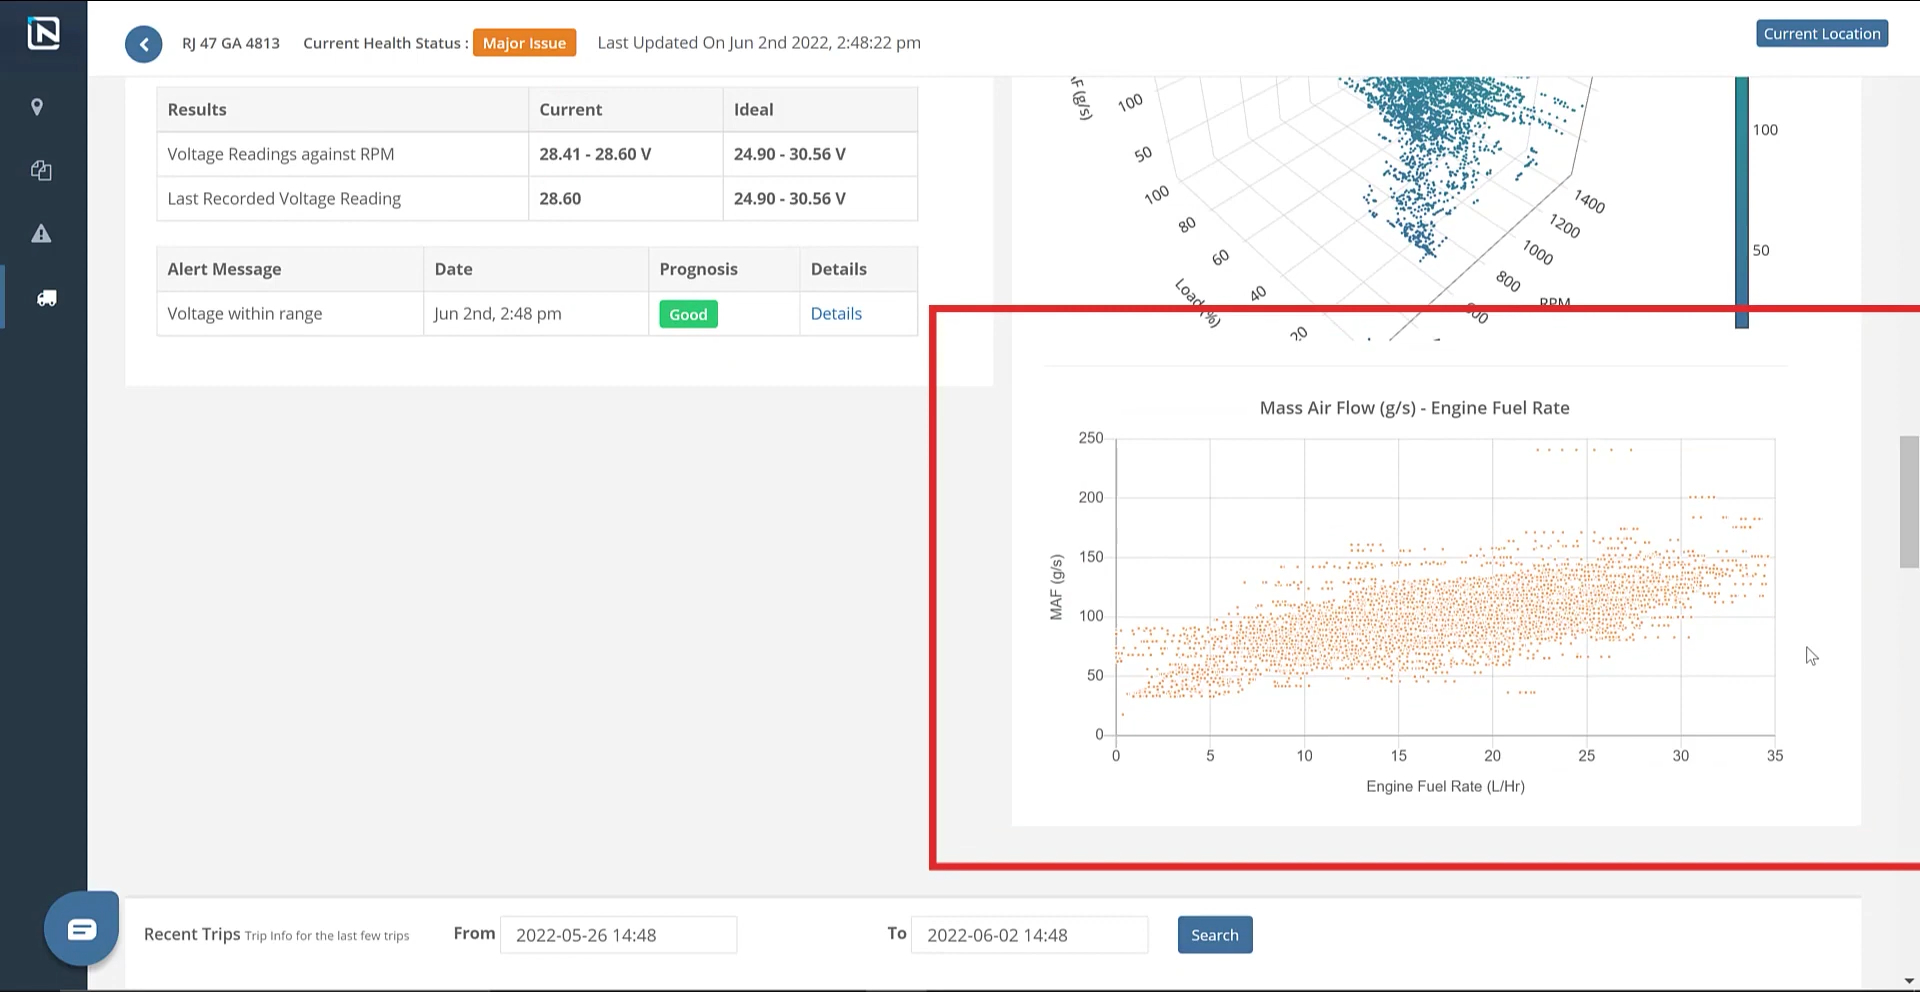 RJ 47 GA 4813 Current Health Status : Major Issue Last Updated On Jun 2nd 2022, 2:48:22 pm Current Location
Results Current Ideal
Voltage Readings against RPM 28.41 - 28.60 V 24.90 - 30.56 V
Last Recorded Voltage Reading 28.60 24.90 - 30.56 V
Alert Message Date Prognosis Details
Voltage within range Jun 2nd, 2:48 pm Good Details
100
50
100
80
60
40
20
Load (%)
1400
1200
1000
800
RPM
100
50
Mass Air Flow (g/s) - Engine Fuel Rate
250
200
150
100
50
0
MAF (g/s)
0 5 10 15 20 25 30 35
Engine Fuel Rate (L/Hr)
Recent Trips Trip Info for the last few trips From 2022-05-26 14:48 To 2022-06-02 14:48 Search